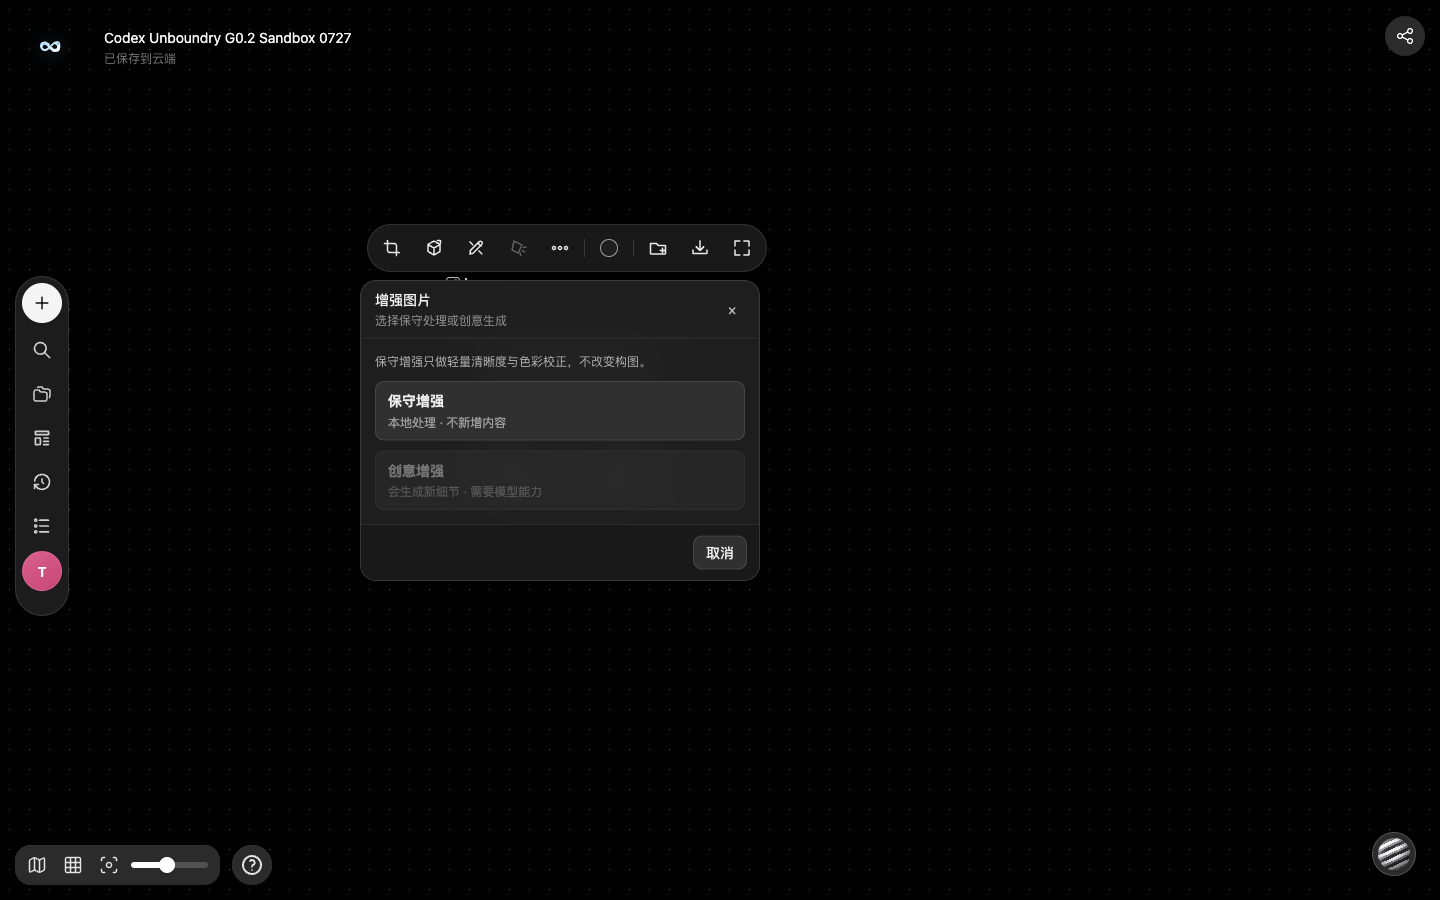 Codex Unboundry G0.2 Sandbox 0727
已保存到云端
增强图片
选择保守处理或创意生成
×
保守增强只做轻量清晰度与色彩校正，不改变构图。
保守增强
本地处理 · 不新增内容
创意增强
会生成新细节 · 需要模型能力
取消
T